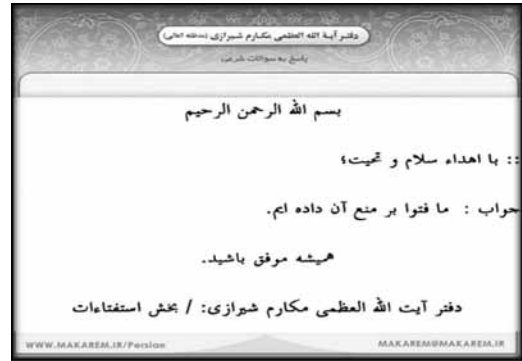 دفتر آیة الله العظمی مکارم شیرازی (مدظله العالی)
پاسخ به سوالات شرعی
بسم الله الرحمن الرحیم
:: با اهداء سلام و تحیت؛
جواب : ما فتوا بر منع آن داده ایم.
همیشه موفق باشید.
دفتر آیت الله العظمی مکارم شیرازی: / بخش استفتاءات
WWW.MAKAREM.IR/Persian
MAKAREM@MAKAREM.IR